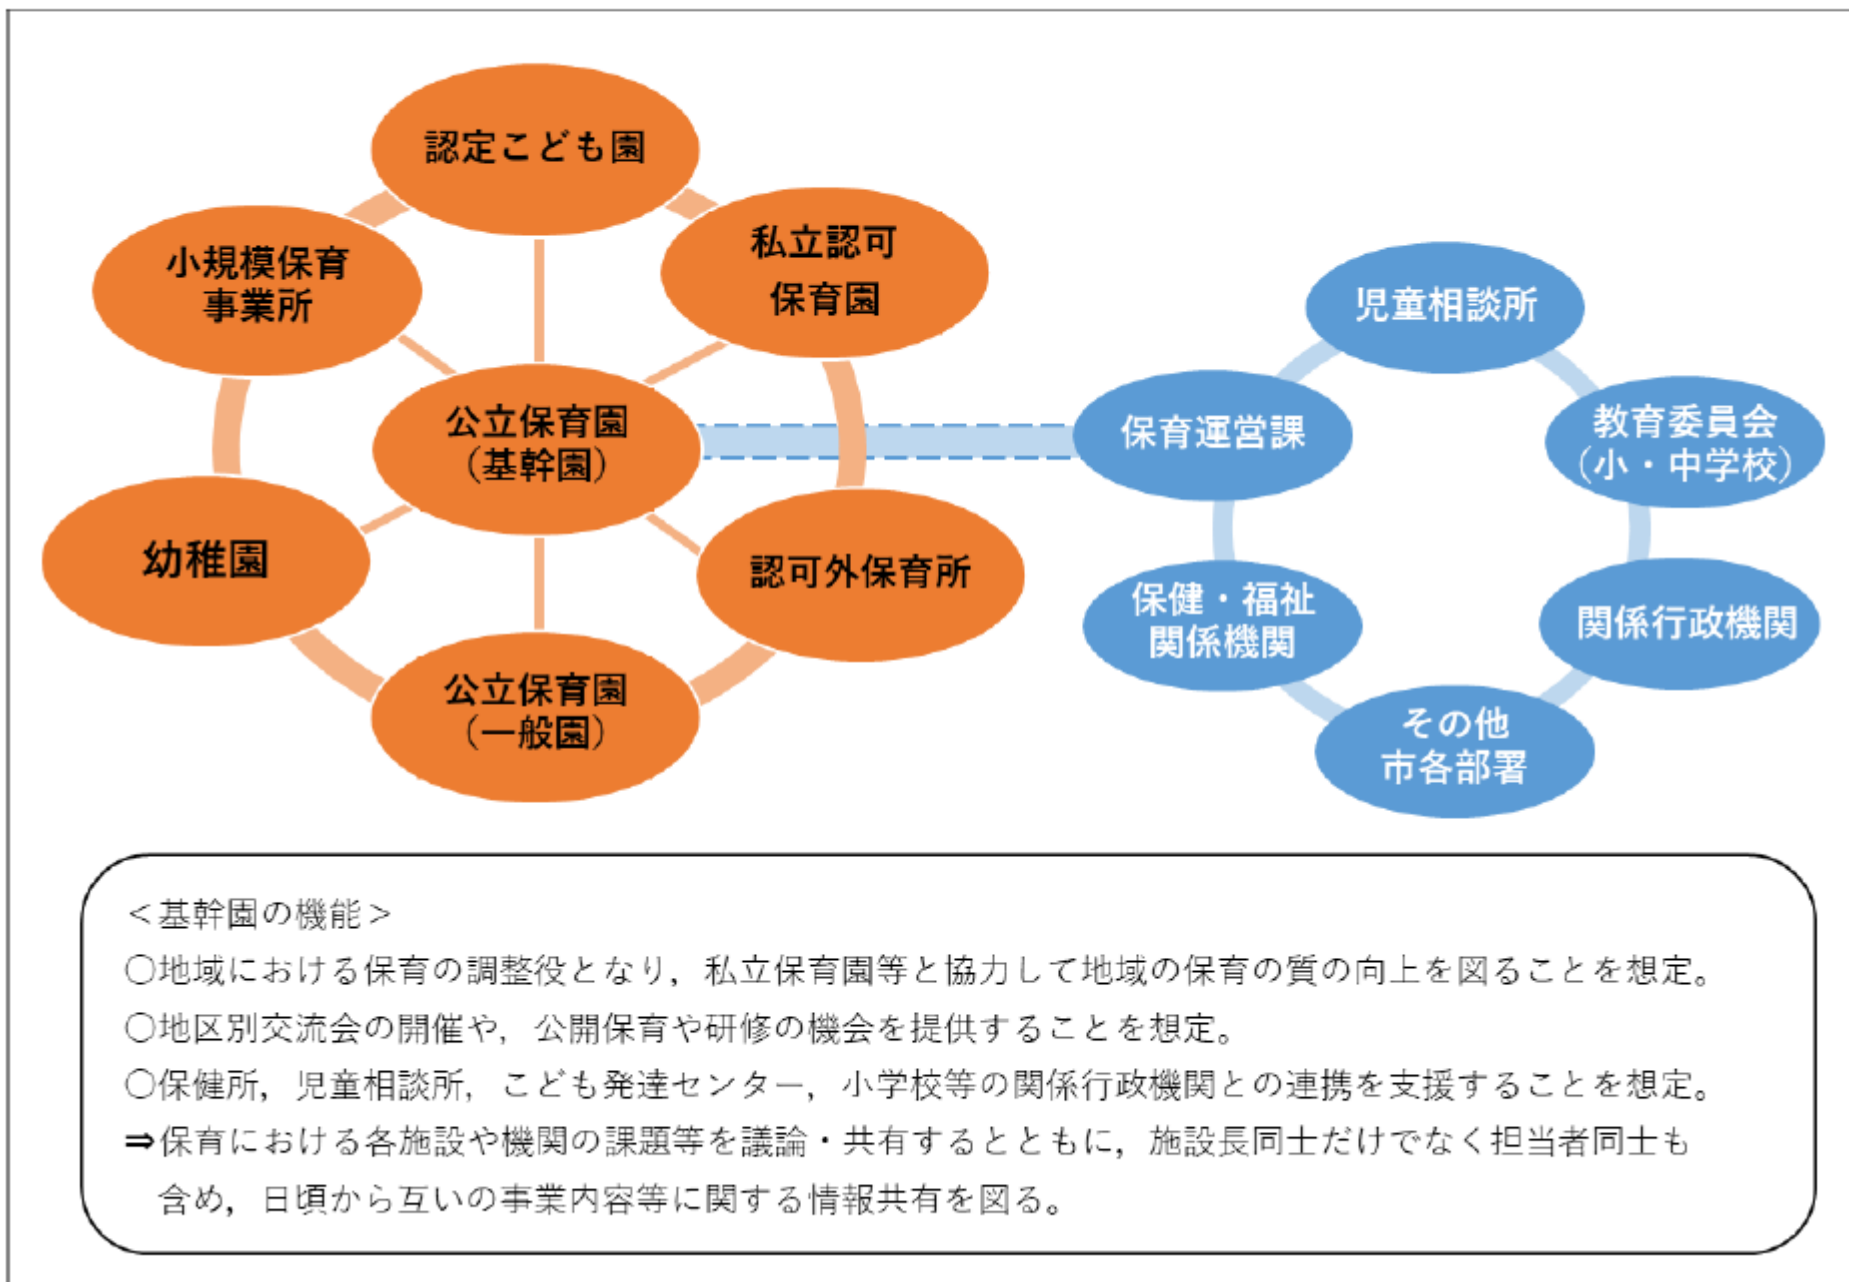 認定こども園
小規模保育
事業所
私立認可
保育園
公立保育園
（基幹園）
幼稚園
認可外保育所
公立保育園
（一般園）
児童相談所
保育運営課
教育委員会
（小・中学校）
保健・福祉
関係機関
関係行政機関
その他
市各部署
＜基幹園の機能＞
○地域における保育の調整役となり，私立保育園等と協力して地域の保育の質の向上を図ることを想定。
○地区別交流会の開催や，公開保育や研修の機会を提供することを想定。
○保健所，児童相談所，こども発達センター，小学校等の関係行政機関との連携を支援することを想定。
⇒保育における各施設や機関の課題等を議論・共有するとともに，施設長同士だけでなく担当者同士も
含め，日頃から互いの事業内容等に関する情報共有を図る。